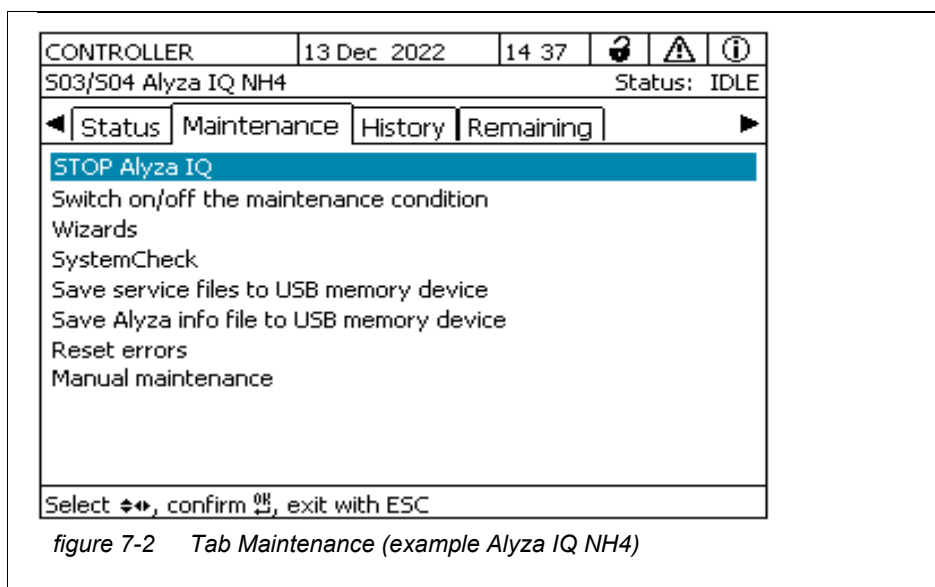 CONTROLLER 13 Dec 2022 14 37
S03/S04 Alyza IQ NH4 Status: IDLE
Status Maintenance History Remaining
STOP Alyza IQ
Switch on/off the maintenance condition
Wizards
SystemCheck
Save service files to USB memory device
Save Alyza info file to USB memory device
Reset errors
Manual maintenance
Select, confirm OK, exit with ESC
figure 7-2 Tab Maintenance (example Alyza IQ NH4)